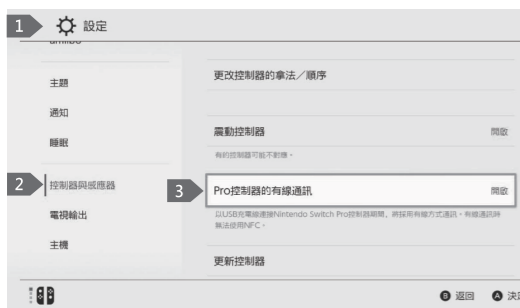 1 設定
amiibo
主題
通知
睡眠
2 控制器與感應器
電視輸出
主機
更改控制器的拿法／順序
震動控制器 開啟
有的控制器可能不對應。
3 Pro控制器的有線通訊 開啟
以USB充電線連接Nintendo Switch Pro控制器期間，將採用有線方式通訊。有線通訊時
無法使用NFC。
更新控制器
B 返回 A 決定